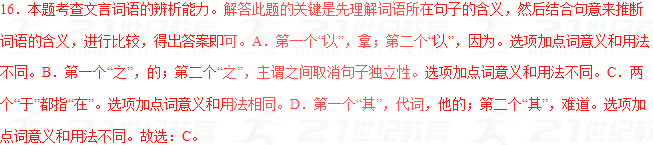 16．本题考查文言词语的辨析能力。解答此题的关键是先理解词语所在句子的含义，然后结合句意来推断
词语的含义，进行比较，得出答案即可。A．第一个“以”，拿；第二个“以”，因为。选项加点词意义和用法
不同。B．第一个“之”，的；第二个“之”，主谓之间取消句子独立性。选项加点词意义和用法不同。C．两
个“于”都指“在”。选项加点词意义和用法相同。D．第一个“其”，代词，他的；第二个“其”，难道。选项加
点词意义和用法不同。故选：C。